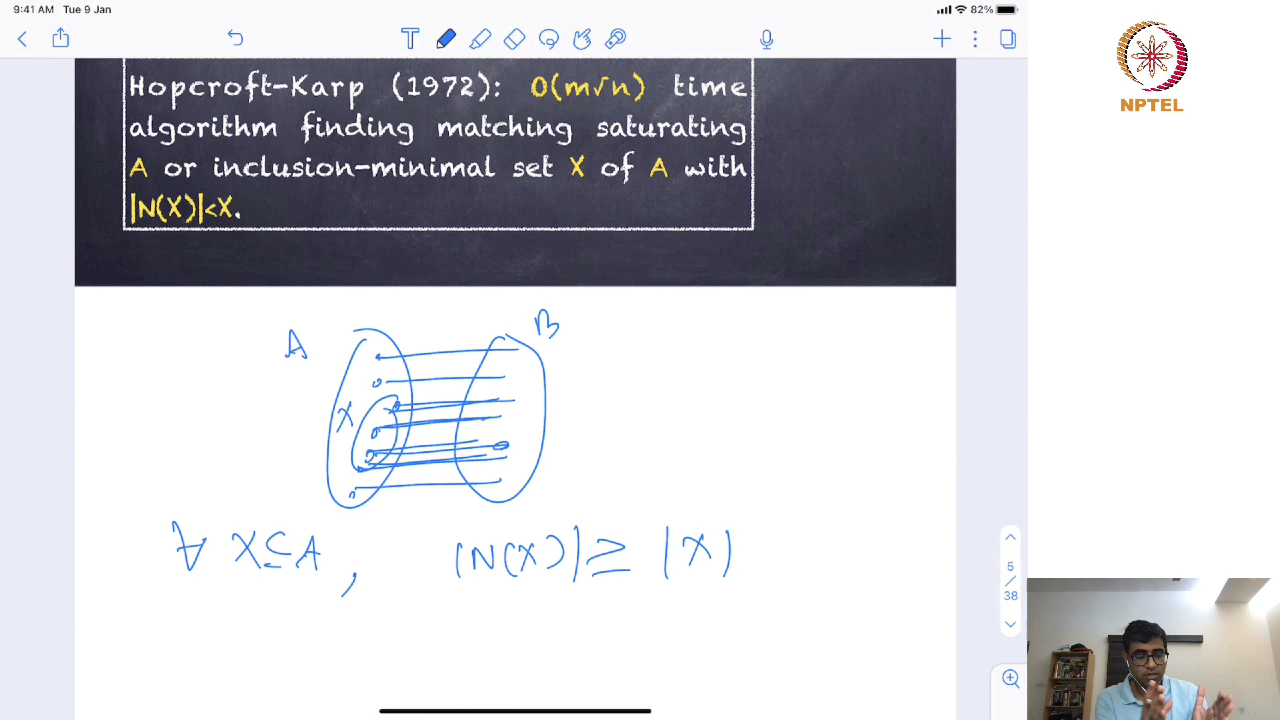 9:41 AM Tue 9 Jan
82%
Hopcroft-Karp (1972): O(m√n) time
algorithm finding matching saturating
A or inclusion-minimal set X of A with
|N(X)|<X.
NPTEL
A
B
X
∀ X⊆A, |N(X)| ≥ |X|
5
/
38